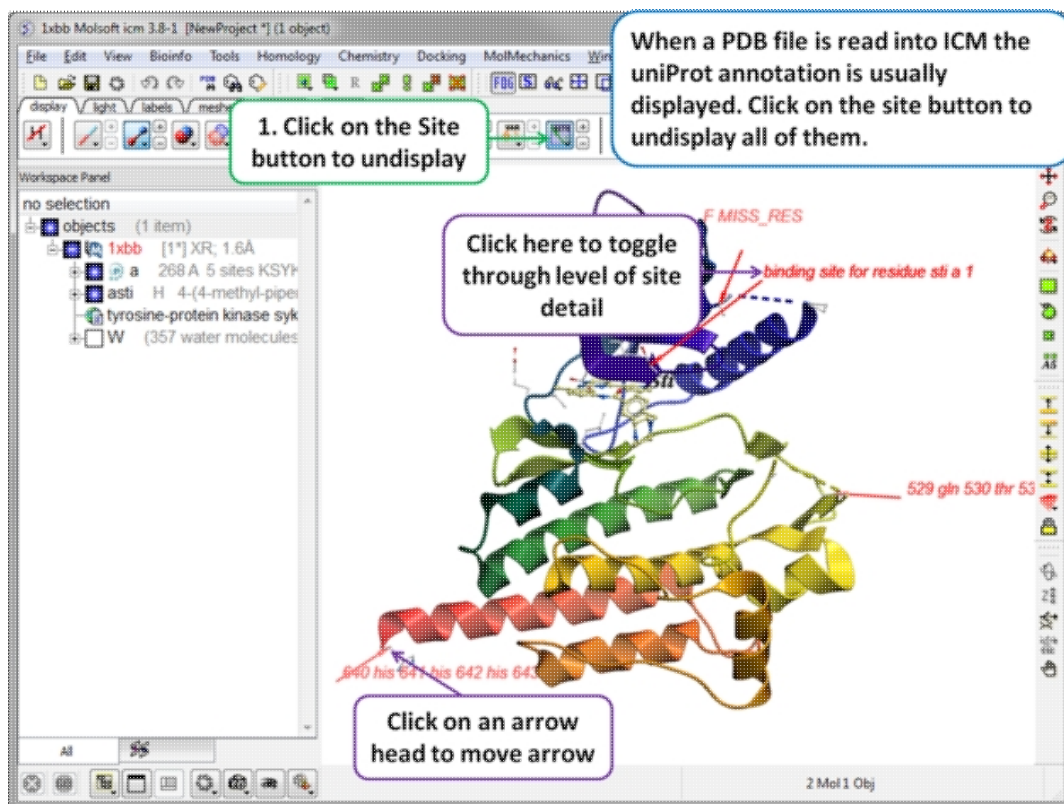 1xbb Molsoft icm 3.8-1 [NewProject *] (1 object)
File Edit View Bioinfo Tools Homology Chemistry Docking MolMechanics
When a PDB file is read into ICM the
uniProt annotation is usually
displayed. Click on the site button to
undisplay all of them.
display light labels
1. Click on the Site
button to undisplay
Workspace Panel
no selection
objects (1 item)
1xbb [1*] XR; 1.6Å
a 268 A 5 sites KSYK
asti H 4-(4-methyl-piper
tyrosine-protein kinase syk
W (357 water molecules
F MISS_RES
Click here to toggle
through level of site
detail
binding site for residue sti a 1
sti
529 gln 530 thr 53
640 his 641 his 642 his 643
Click on an arrow
head to move arrow
All
2 Mol 1 Obj